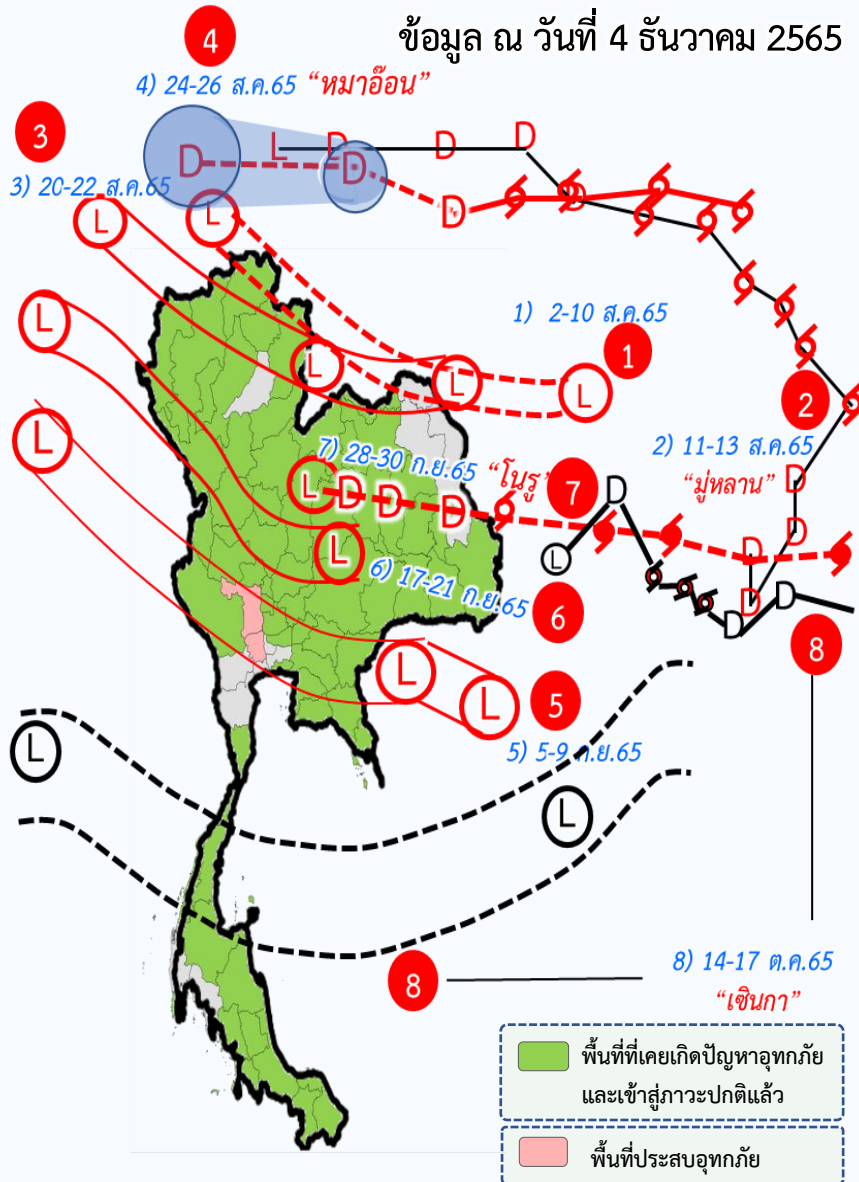 ข้อมูล ณ วันที่ 4 ธันวาคม 2565
4
4) 24-26 ส.ค.65 “หมาอ๊อน”
3
3) 20-22 ส.ค.65
D L D D D D
D
L L
1) 2-10 ส.ค.65
1
L
L L L
2
2) 11-13 ส.ค.65
“มู่หลาน”
7) 28-30 ก.ย.65 “โนรู”
7
L D D D
D
D
D
L
L
L
D
D
D D
6) 17-21 ก.ย.65
6
8
L
L
5
5) 5-9 ก.ย.65
L
L
8
8) 14-17 ต.ค.65
“เซินกา”
พื้นที่ที่เคยเกิดปัญหาอุทกภัย
และเข้าสู่ภาวะปกติแล้ว
พื้นที่ประสบอุทกภัย